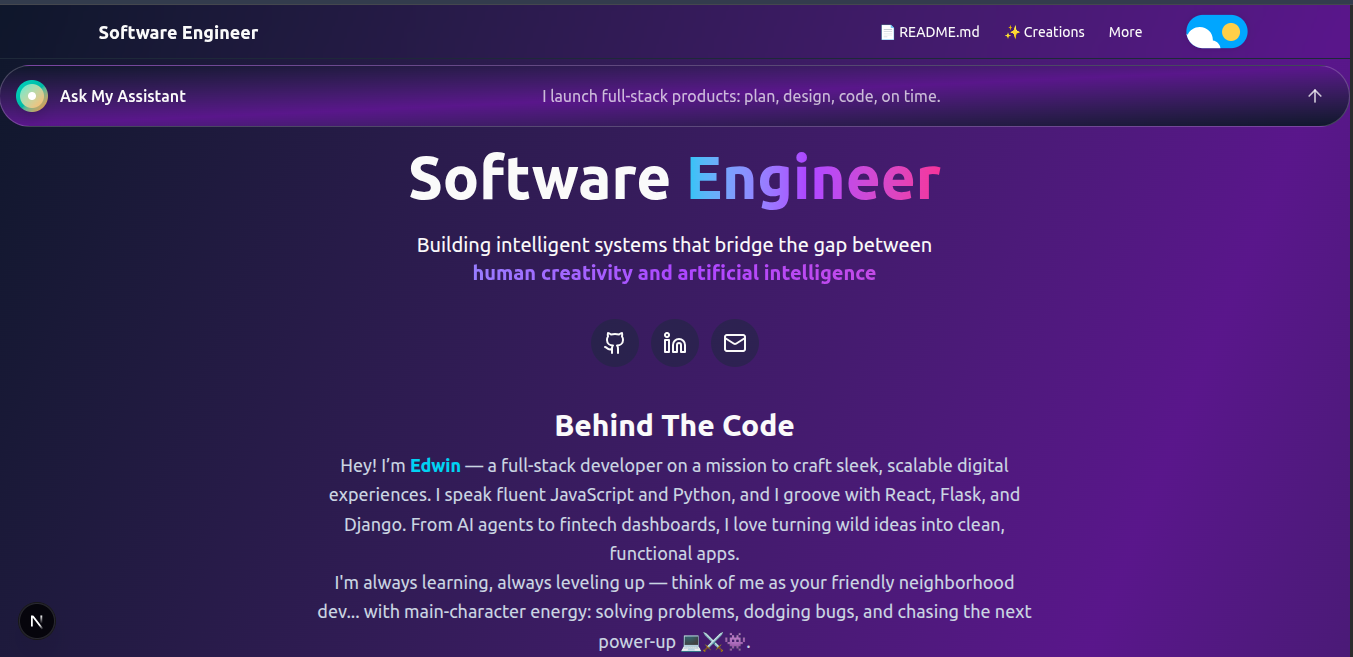 Software Engineer
📄 README.md
✨ Creations
More
Ask My Assistant
I launch full-stack products: plan, design, code, on time.
Software Engineer
Building intelligent systems that bridge the gap between
human creativity and artificial intelligence
in
Behind The Code
Hey! I’m Edwin — a full-stack developer on a mission to craft sleek, scalable digital
experiences. I speak fluent JavaScript and Python, and I groove with React, Flask, and
Django. From AI agents to fintech dashboards, I love turning wild ideas into clean,
functional apps.
I'm always learning, always leveling up — think of me as your friendly neighborhood
dev... with main-character energy: solving problems, dodging bugs, and chasing the next
power-up 💻⚔️👾.
N